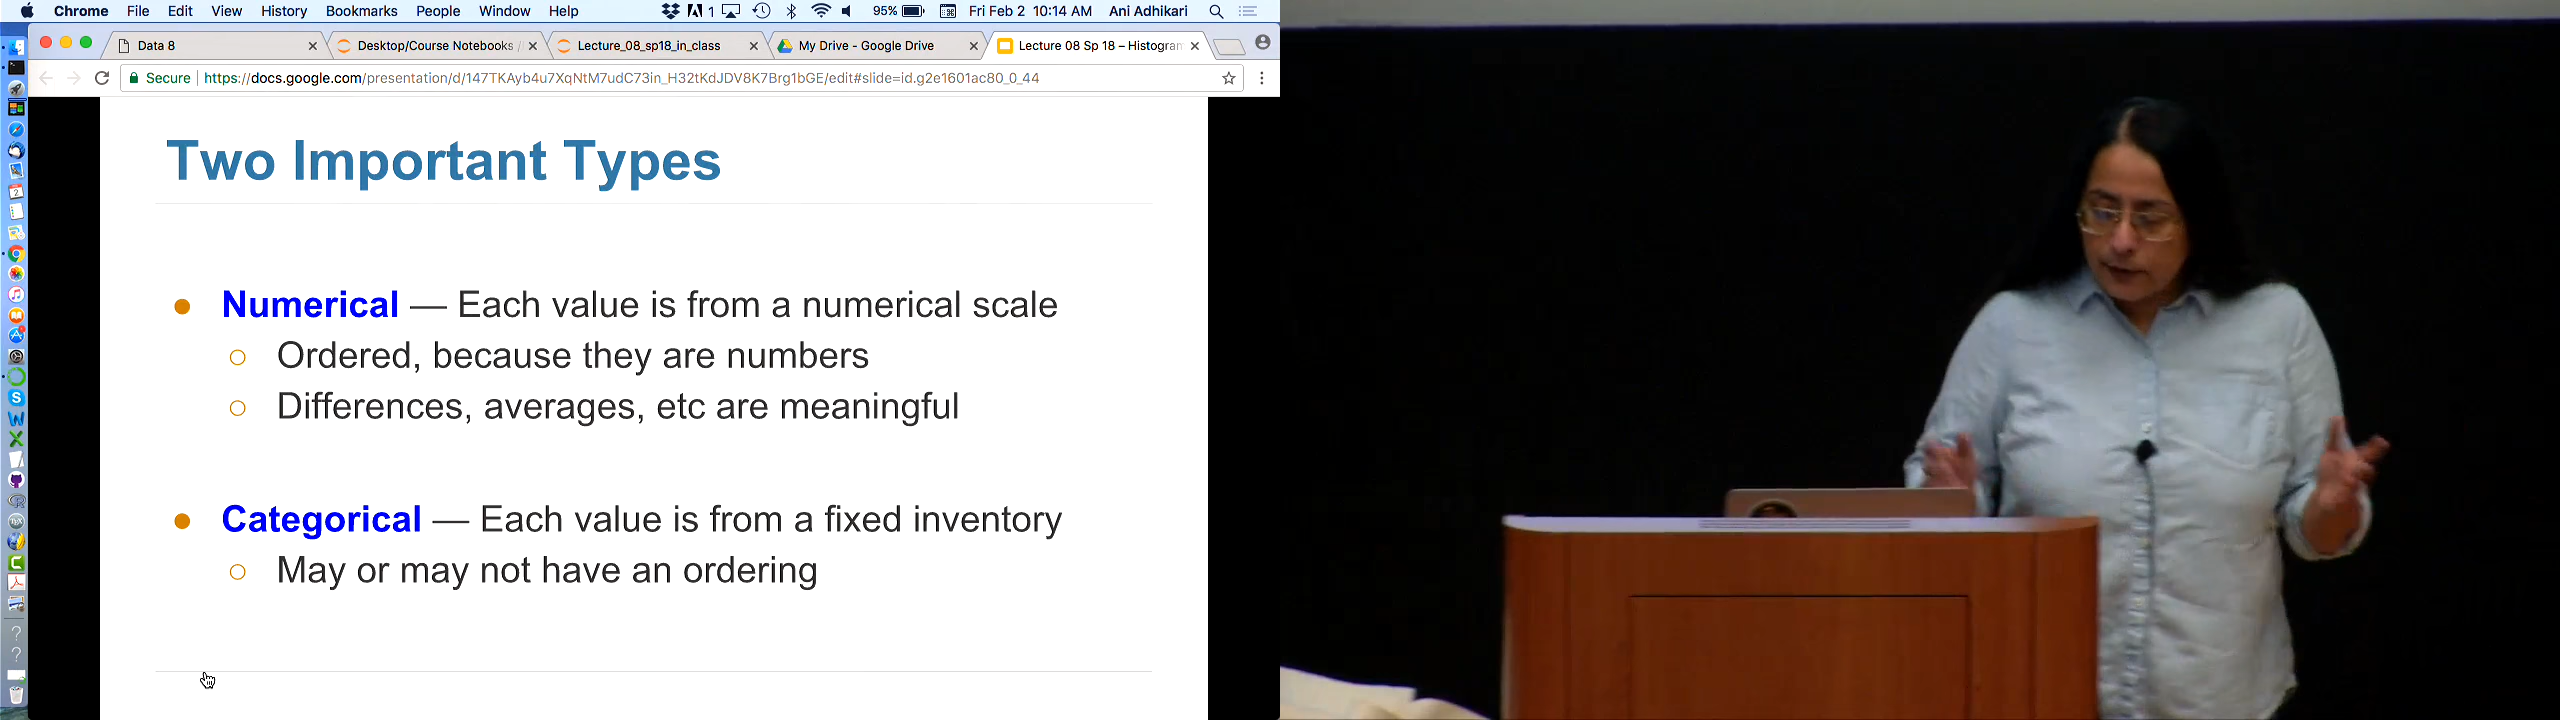 Chrome File Edit View History Bookmarks People Window Help 1 95% Fri Feb 2 10:14 AM Ani Adhikari
Data 8 Desktop/Course Notebooks / Lecture_08_sp18_in_class My Drive - Google Drive Lecture 08 Sp 18 – Histogram
Secure https://docs.google.com/presentation/d/147TKAyb4u7XqNtM7udC73in_H32tKdJDV8K7Brg1bGE/edit#slide=id.g2e1601ac80_0_44
Two Important Types
Numerical — Each value is from a numerical scale
Ordered, because they are numbers
Differences, averages, etc are meaningful
Categorical — Each value is from a fixed inventory
May or may not have an ordering